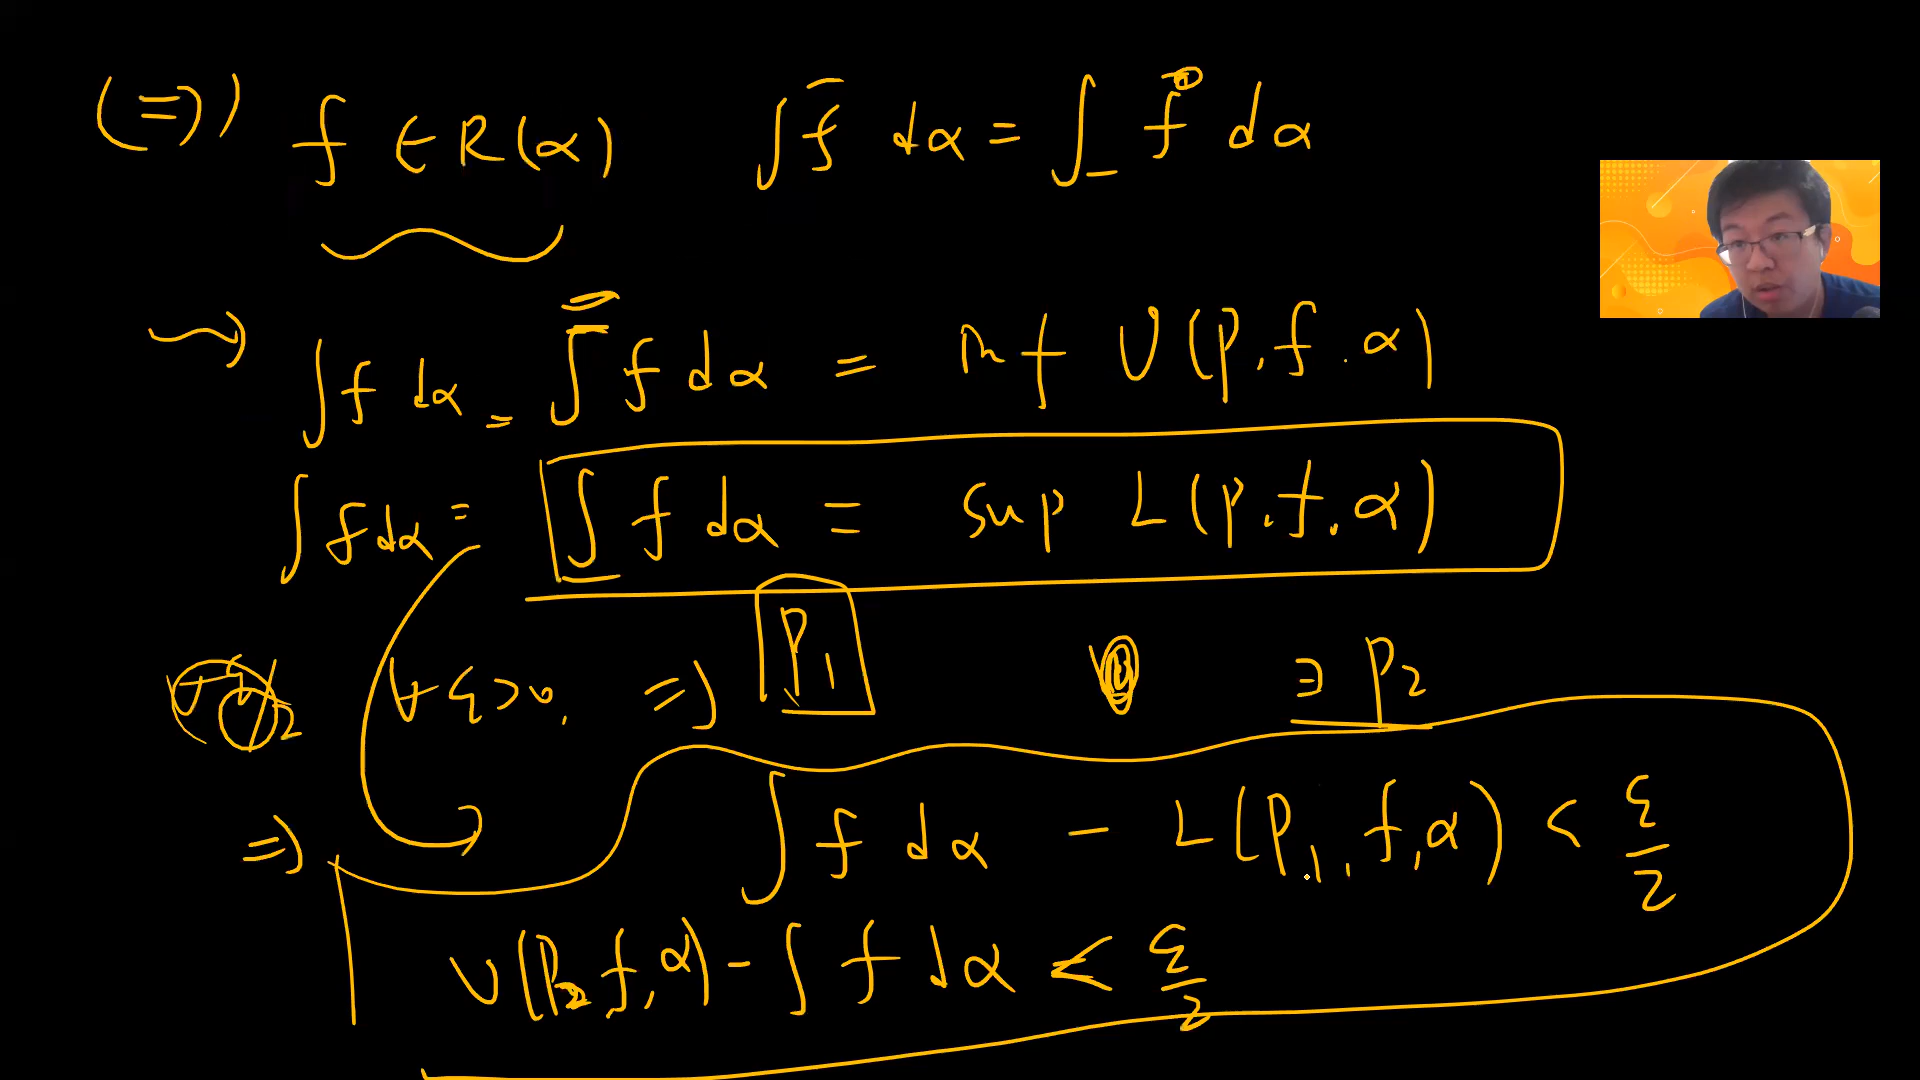 (⇒) f ∈ R(α) ∫ f̄ dα = ∫_ f dα
→ ∫ f dα = ∫̄ f dα = inf U(P, f, α)
∫ f dα = ∫_ f dα = sup L(P, f, α)
∀ ε > 0, ⇒ P₁ ∃ P₂
⇒ ∫ f dα − L(P₁, f, α) < ε/2
U(P₂ f, α) − ∫ f dα < ε/2